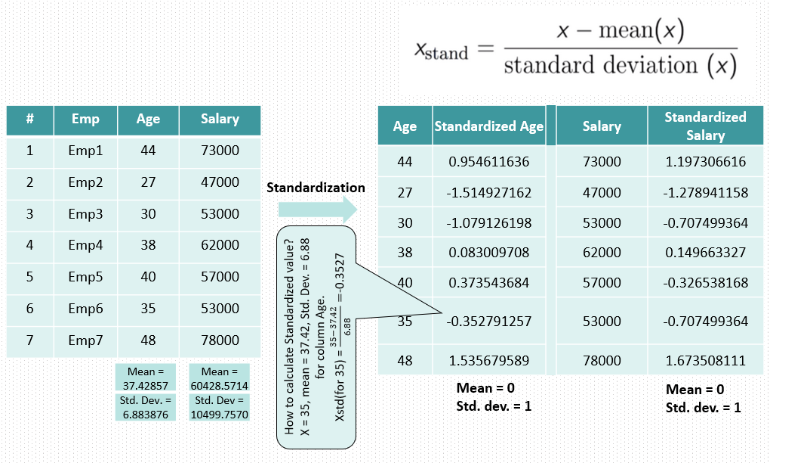 x_stand = x – mean(x) / standard deviation (x)
# Emp Age Salary
1 Emp1 44 73000
2 Emp2 27 47000
3 Emp3 30 53000
4 Emp4 38 62000
5 Emp5 40 57000
6 Emp6 35 53000
7 Emp7 48 78000
Mean =
37.42857
Std. Dev. =
6.883876
Mean =
60428.5714
Std. Dev =
10499.7570
Standardization
How to calculate Standardized value?
X = 35, mean = 37.42, Std. Dev. = 6.88
for column Age.
Xstd(for 35) = 35−37.42 / 6.88 =-0.3527
Age Standardized Age Salary Standardized Salary
44 0.954611636 73000 1.197306616
27 -1.514927162 47000 -1.278941158
30 -1.079126198 53000 -0.707499364
38 0.083009708 62000 0.149663327
40 0.373543684 57000 -0.326538168
35 -0.352791257 53000 -0.707499364
48 1.535679589 78000 1.673508111
Mean = 0
Std. dev. = 1
Mean = 0
Std. dev. = 1